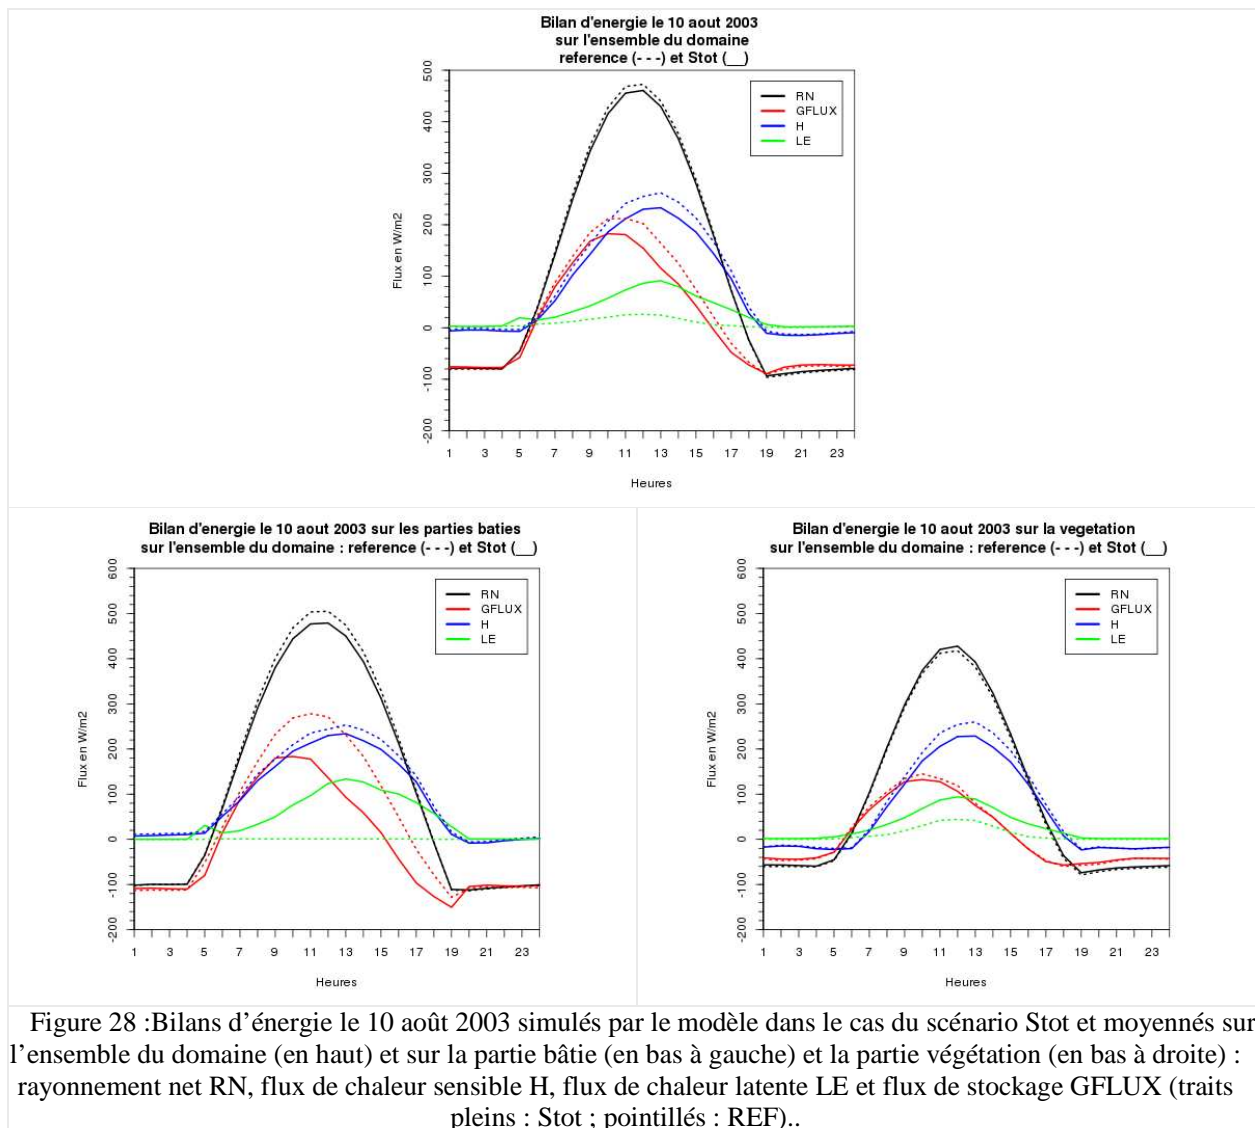 Bilan d'energie le 10 aout 2003
sur l'ensemble du domaine
reference (- - -) et Stot (__)
500
400
300
200
100
0
-100
-200
Flux en W/m2
RN
GFLUX
H
LE
1 3 5 7 9 11 13 15 17 19 21 23
Heures
Bilan d'energie le 10 aout 2003 sur les parties baties
sur l'ensemble du domaine : reference (- - -) et Stot (__)
600
500
400
300
200
100
0
-100
-200
Flux en W/m2
RN
GFLUX
H
LE
1 3 5 7 9 11 13 15 17 19 21 23
Heures
Bilan d'energie le 10 aout 2003 sur la vegetation
sur l'ensemble du domaine : reference (- - -) et Stot (__)
600
500
400
300
200
100
0
-100
-200
Flux en W/m2
RN
GFLUX
H
LE
1 3 5 7 9 11 13 15 17 19 21 23
Heures
Figure 28 :Bilans d’énergie le 10 août 2003 simulés par le modèle dans le cas du scénario Stot et moyennés sur
l’ensemble du domaine (en haut) et sur la partie bâtie (en bas à gauche) et la partie végétation (en bas à droite) :
rayonnement net RN, flux de chaleur sensible H, flux de chaleur latente LE et flux de stockage GFLUX (traits
pleins : Stot ; pointillés : REF)..